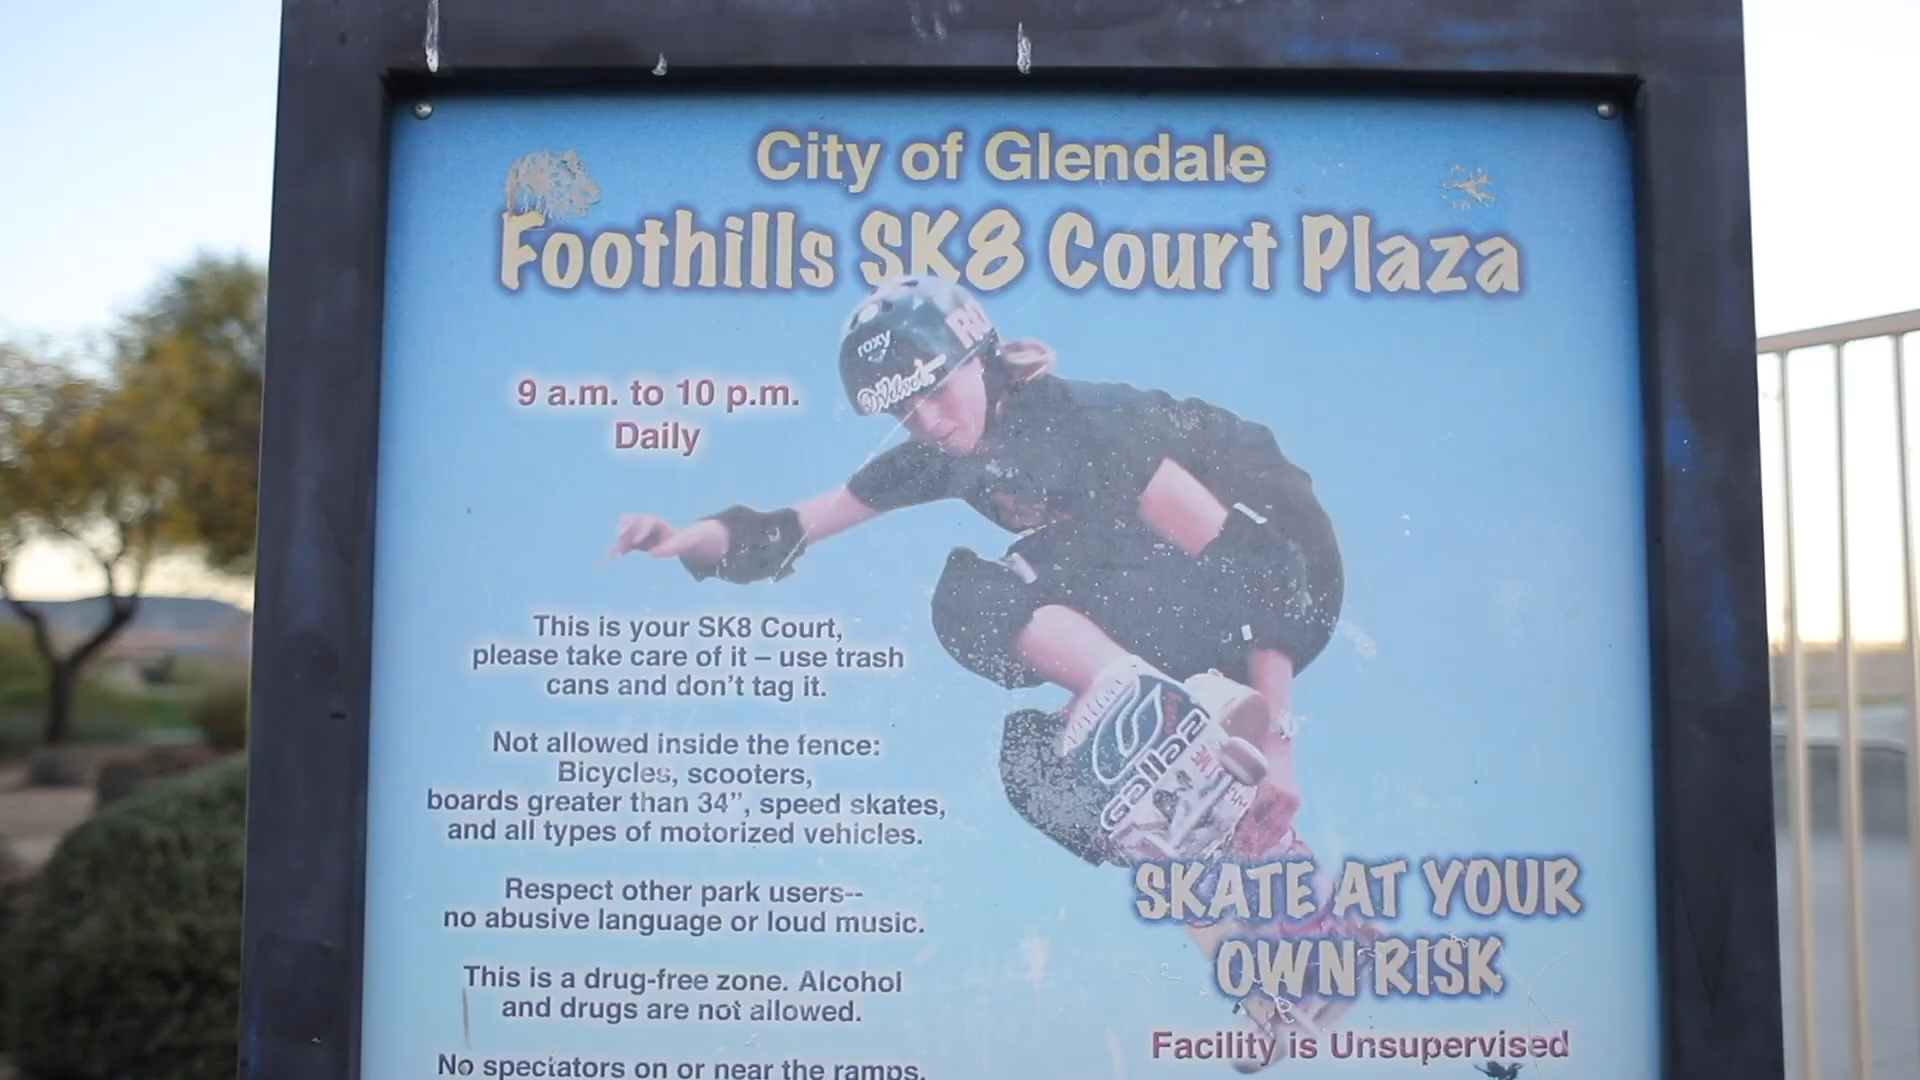 City of Glendale
Foothills SK8 Court Plaza
roxy
9 a.m. to 10 p.m.
Daily
This is your SK8 Court,
please take care of it – use trash
cans and don't tag it.
Not allowed inside the fence:
Bicycles, scooters,
boards greater than 34”, speed skates,
and all types of motorized vehicles.
Respect other park users--
no abusive language or loud music.
This is a drug-free zone. Alcohol
and drugs are not allowed.
No spectators on or near the ramps.
Gallaz
SKATE AT YOUR
OWN RISK
Facility is Unsupervised